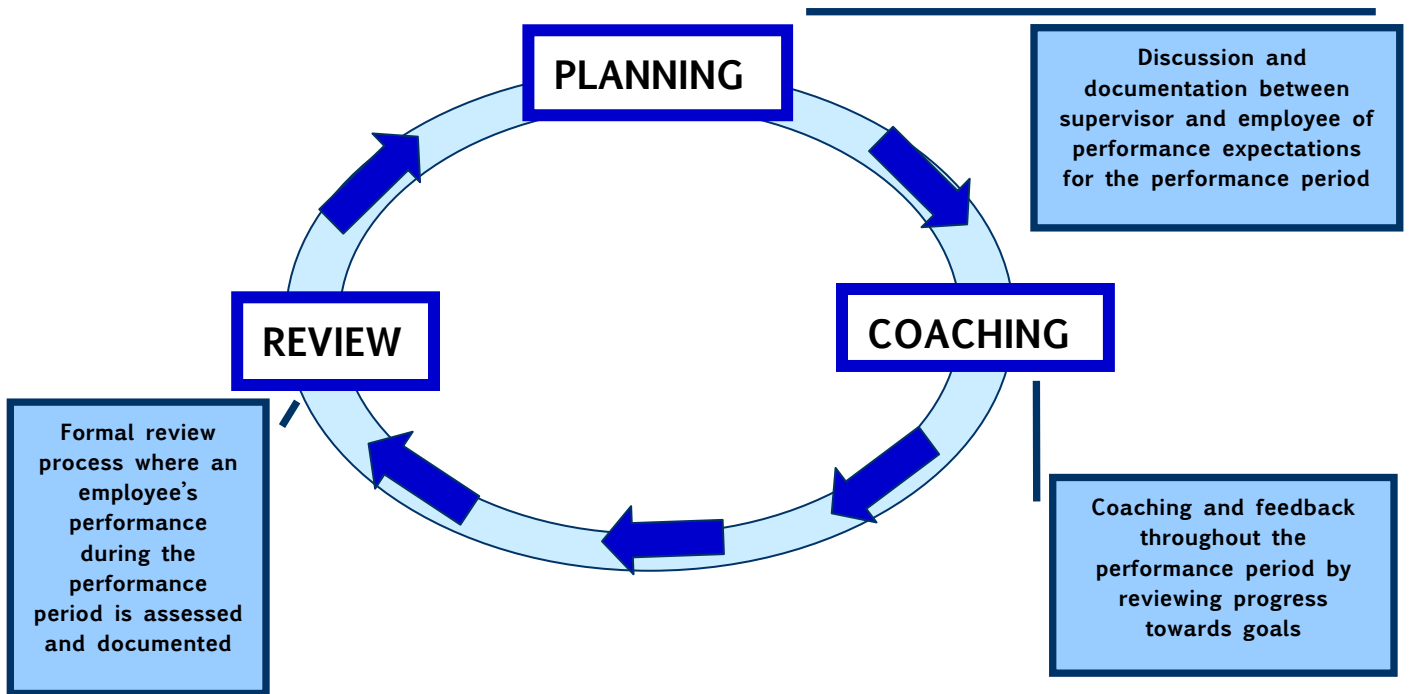 PLANNING
Discussion and
documentation between
supervisor and employee of
performance expectations
for the performance period
REVIEW
COACHING
Formal review
process where an
employee’s
performance
during the
performance
period is assessed
and documented
Coaching and feedback
throughout the
performance period by
reviewing progress
towards goals